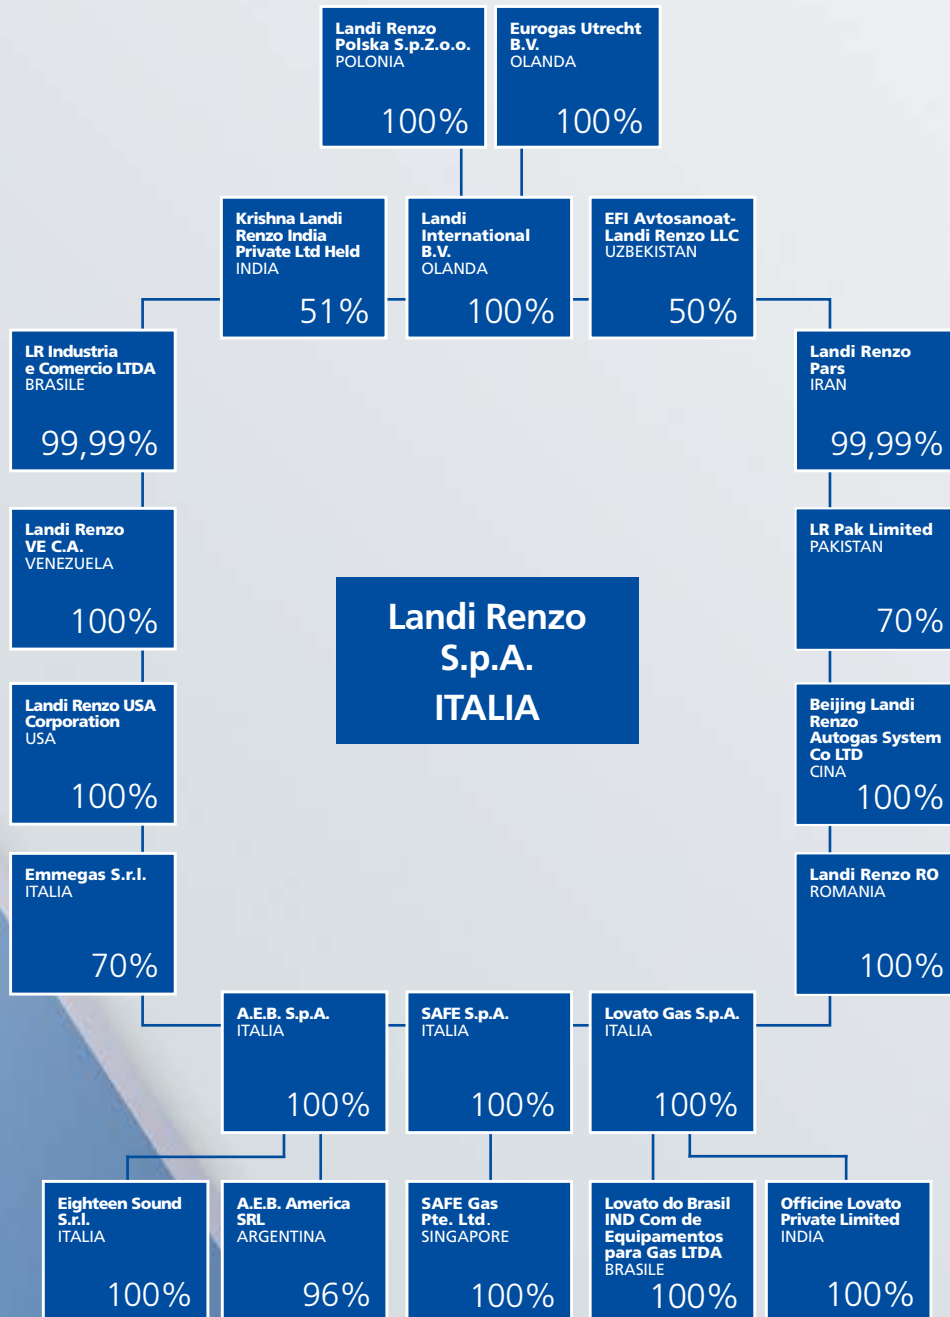 Landi Renzo
Polska S.p.Z.o.o.
POLONIA
100%
Eurogas Utrecht
B.V.
OLANDA
100%
Krishna Landi
Renzo India
Private Ltd Held
INDIA
51%
Landi
International
B.V.
OLANDA
100%
EFI Avtosanoat-
Landi Renzo LLC
UZBEKISTAN
50%
LR Industria
e Comercio LTDA
BRASILE
99,99%
Landi Renzo
Pars
IRAN
99,99%
Landi Renzo
VE C.A.
VENEZUELA
100%
LR Pak Limited
PAKISTAN
70%
Landi Renzo
S.p.A.
ITALIA
Landi Renzo USA
Corporation
USA
100%
Beijing Landi
Renzo
Autogas System
Co LTD
CINA
100%
Emmegas S.r.l.
ITALIA
70%
Landi Renzo RO
ROMANIA
100%
A.E.B. S.p.A.
ITALIA
100%
SAFE S.p.A.
ITALIA
100%
Lovato Gas S.p.A.
ITALIA
100%
Eighteen Sound
S.r.l.
ITALIA
100%
A.E.B. America
SRL
ARGENTINA
96%
SAFE Gas
Pte. Ltd.
SINGAPORE
100%
Lovato do Brasil
IND Com de
Equipamentos
para Gas LTDA
BRASILE
100%
Officine Lovato
Private Limited
INDIA
100%